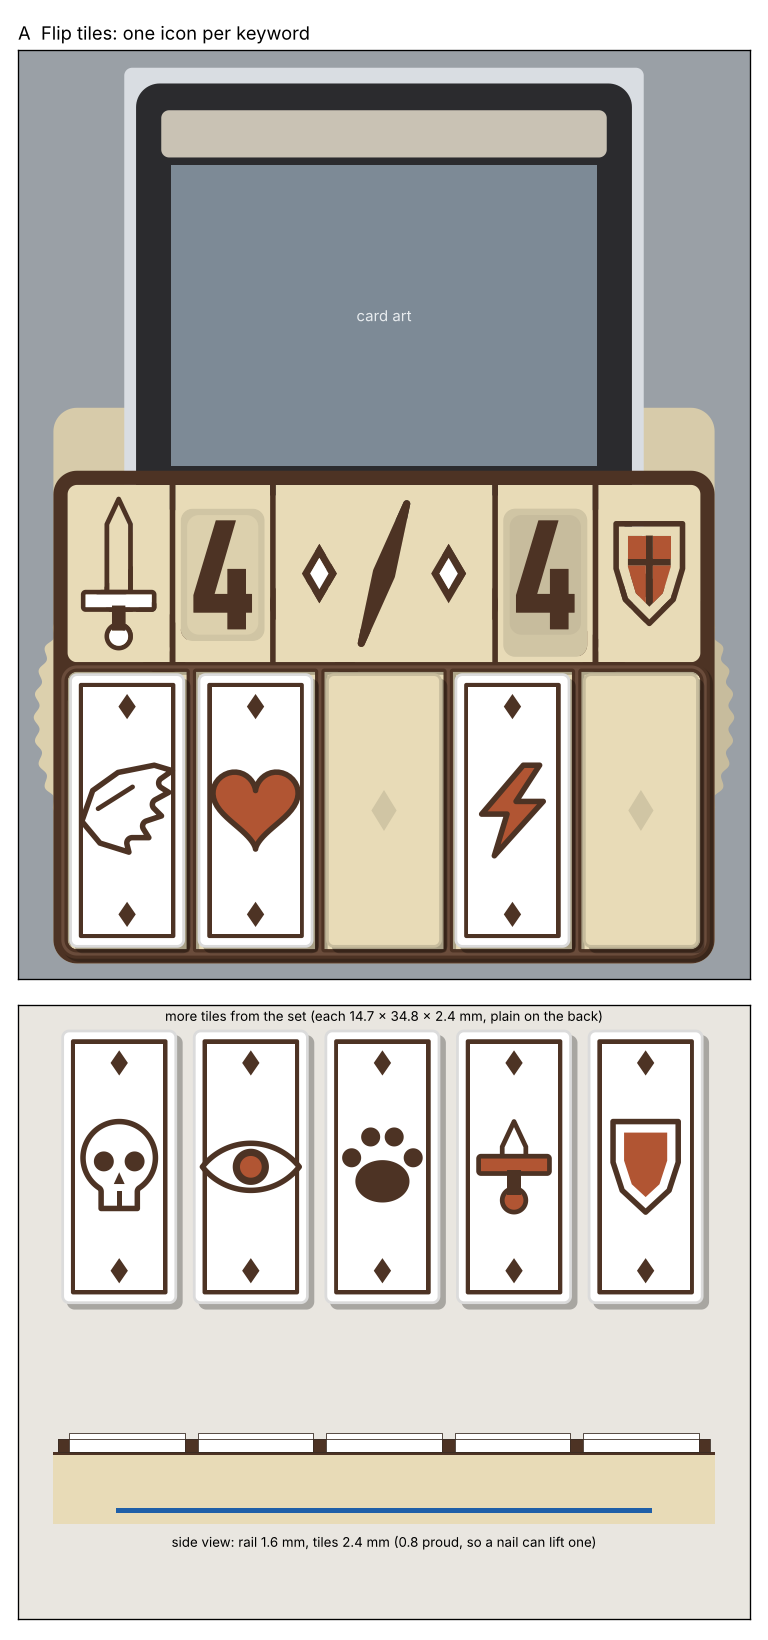 A Flip tiles: one icon per keyword
card art
4 4
more tiles from the set (each 14.7 × 34.8 × 2.4 mm, plain on the back)
side view: rail 1.6 mm, tiles 2.4 mm (0.8 proud, so a nail can lift one)